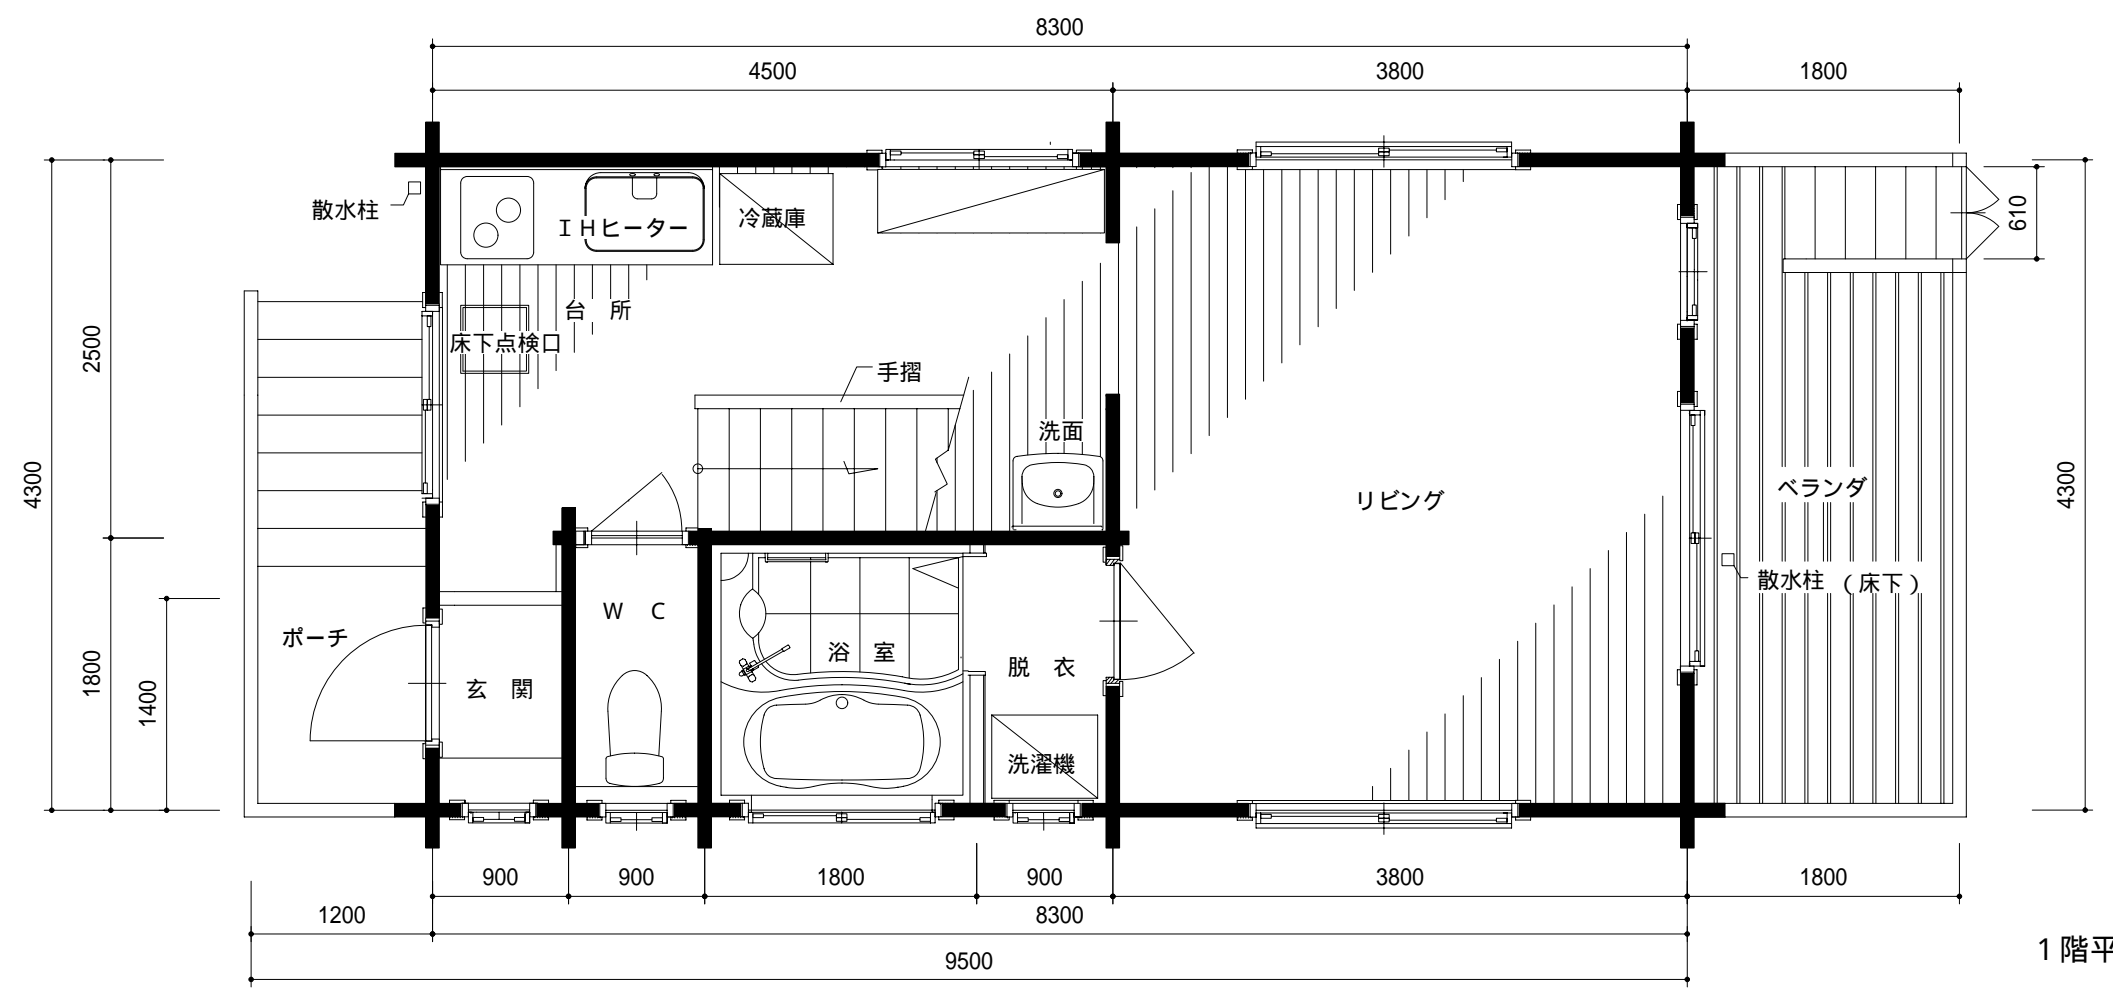 8300
4500
3800
1800
散水柱
ＩＨヒーター
冷蔵庫
610
台 所
床下点検口
2500
手摺
洗面
4300
リビング
ベランダ
4300
散水柱 (床下)
Ｗ Ｃ
ポーチ
浴 室
脱 衣
玄 関
1800
1400
洗濯機
900
900
1800
900
3800
1800
1200
8300
9500
1階平